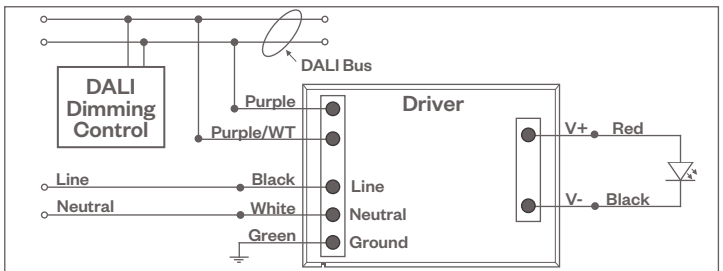 DALI Bus
DALI
Dimming
Control
Driver
Purple
Purple/WT
V+ Red
Line Black Line
V- Black
Neutral White Neutral
Green Ground